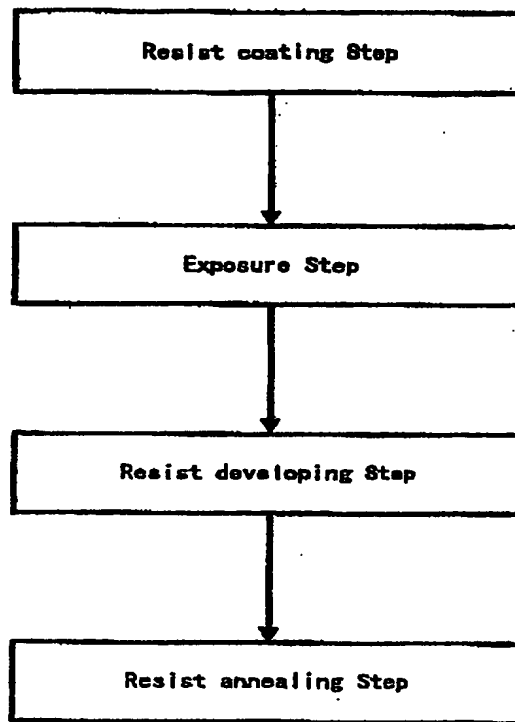 Resist coating Step
Exposure Step
Resist developing Step
Resist annealing Step